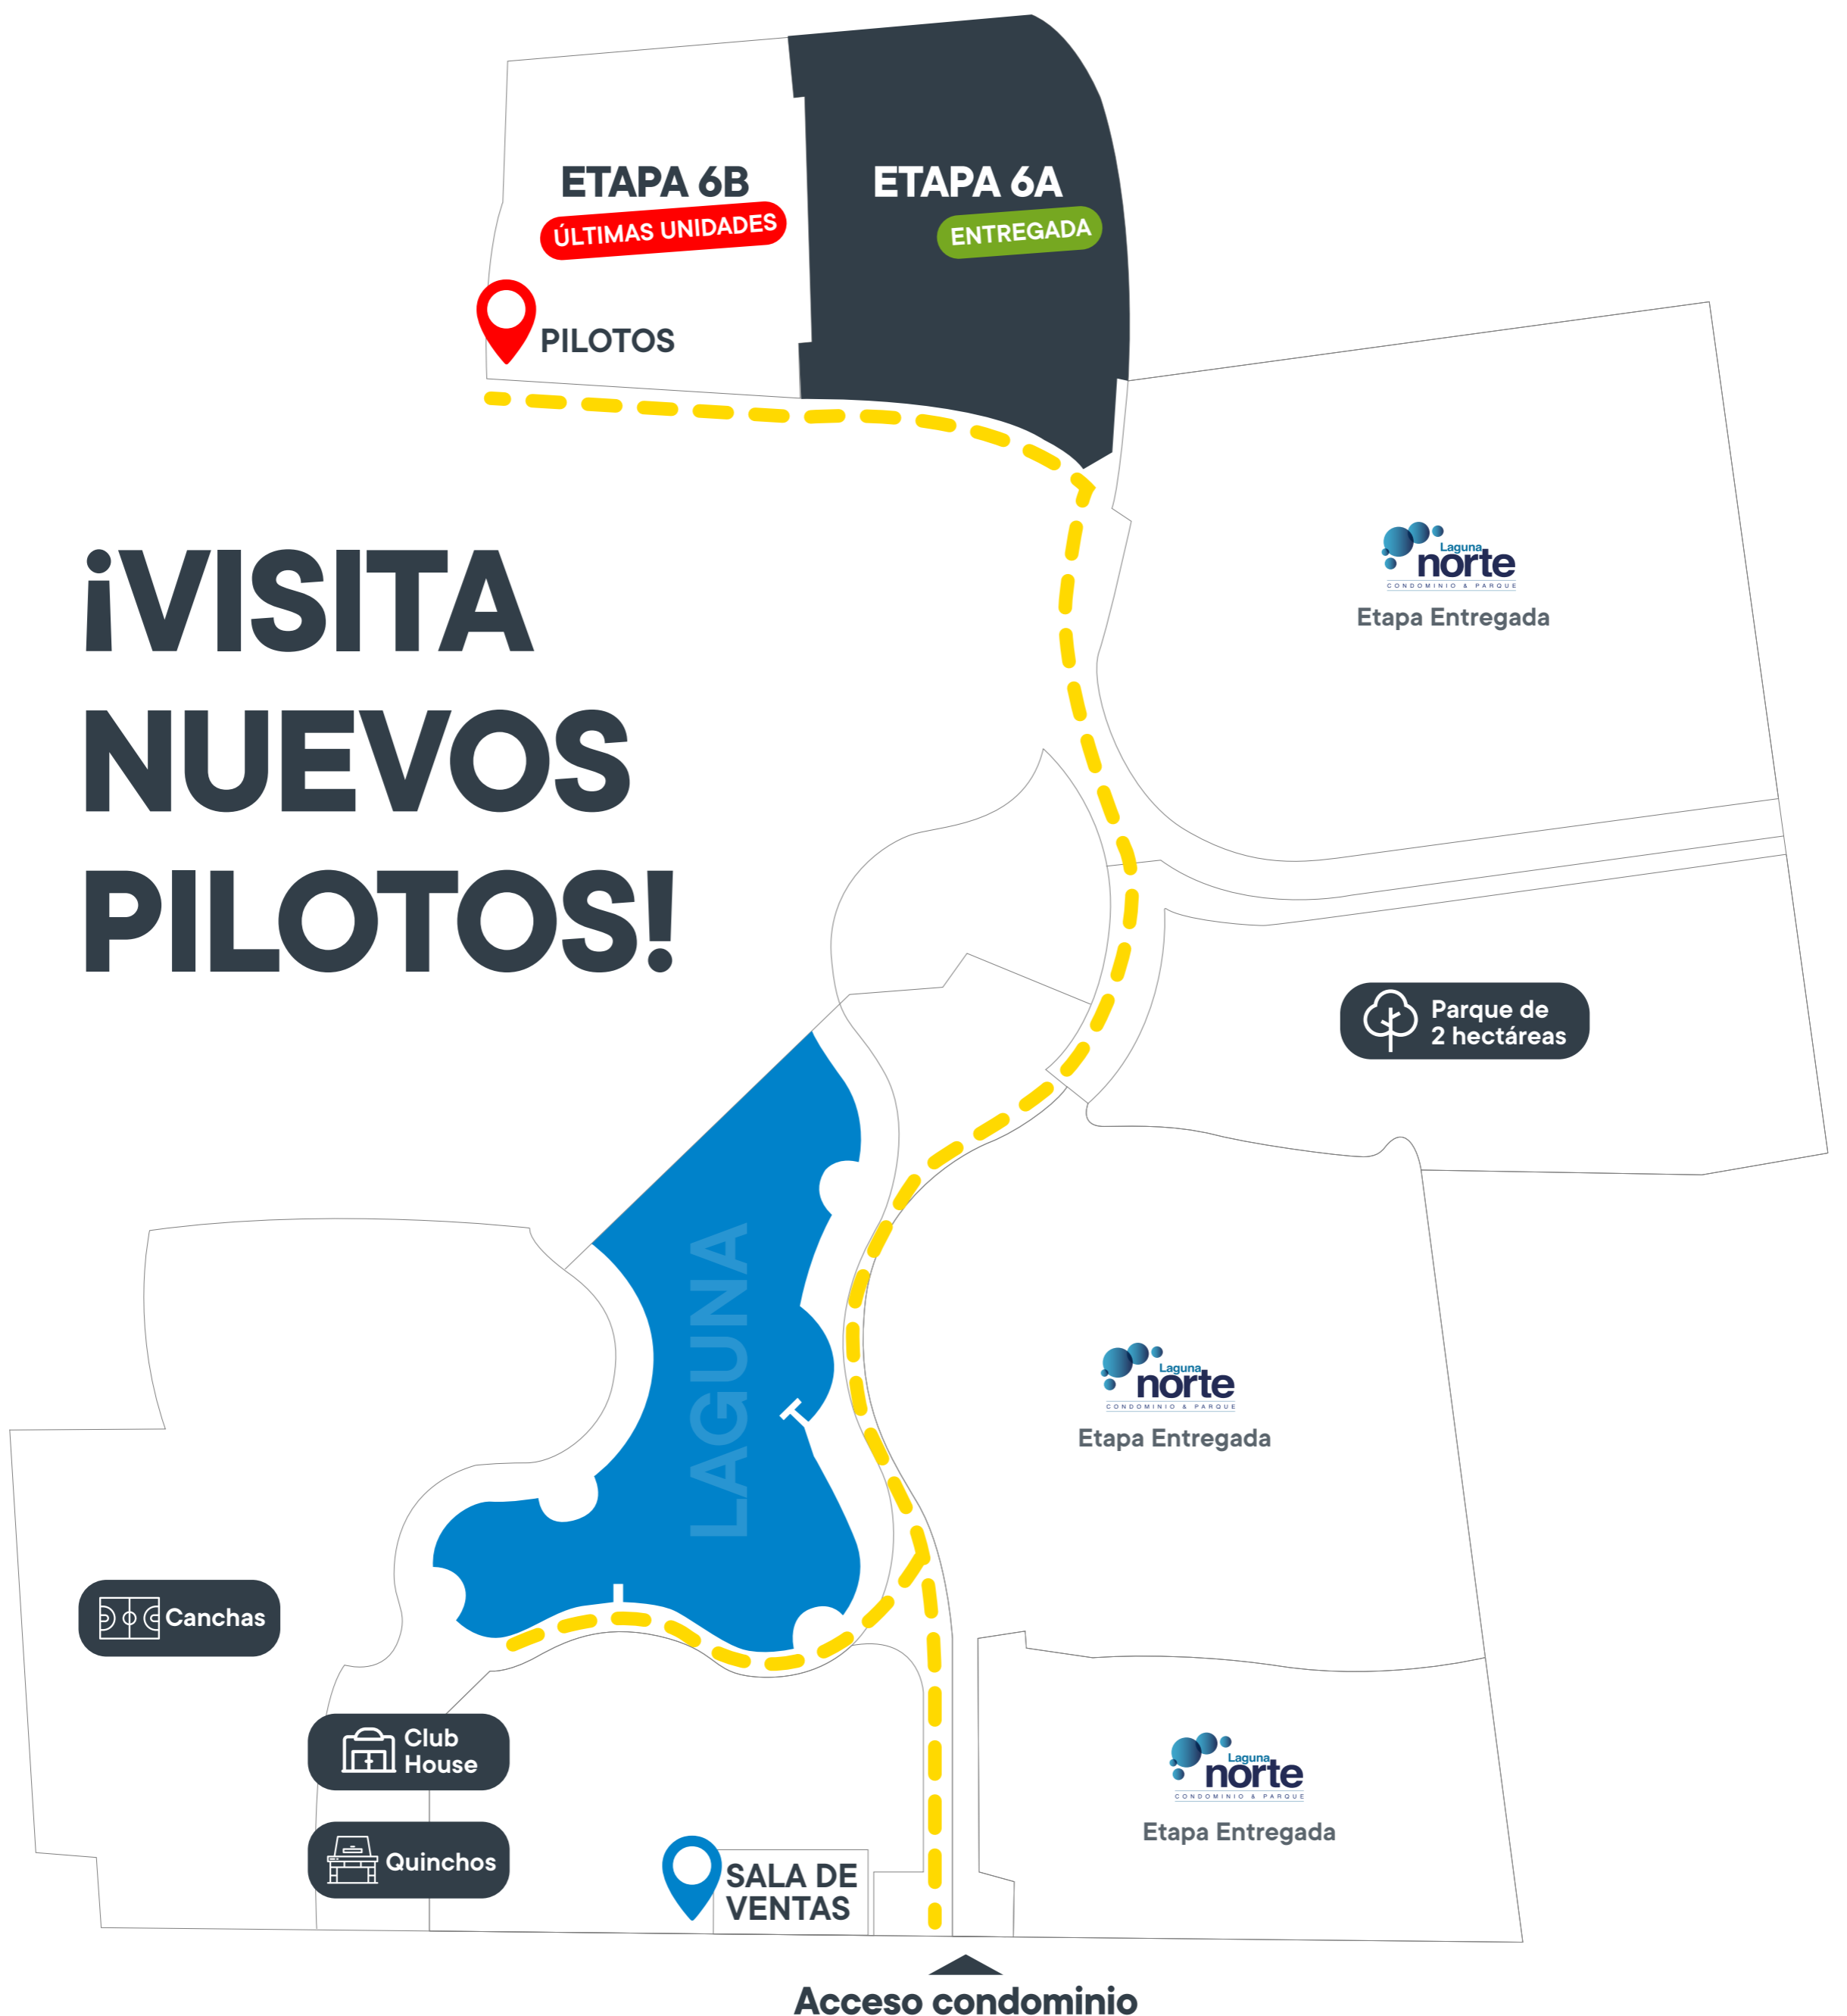 ETAPA 6B
ÚLTIMAS UNIDADES
ETAPA 6A
ENTREGADA
PILOTOS
¡VISITA
NUEVOS
PILOTOS!
Laguna
norte
CONDOMINIO & PARQUE
Etapa Entregada
Parque de
2 hectáreas
LAGUNA
Laguna
norte
CONDOMINIO & PARQUE
Etapa Entregada
Canchas
Club
House
Quinchos
Laguna
norte
CONDOMINIO & PARQUE
Etapa Entregada
SALA DE
VENTAS
Acceso condominio